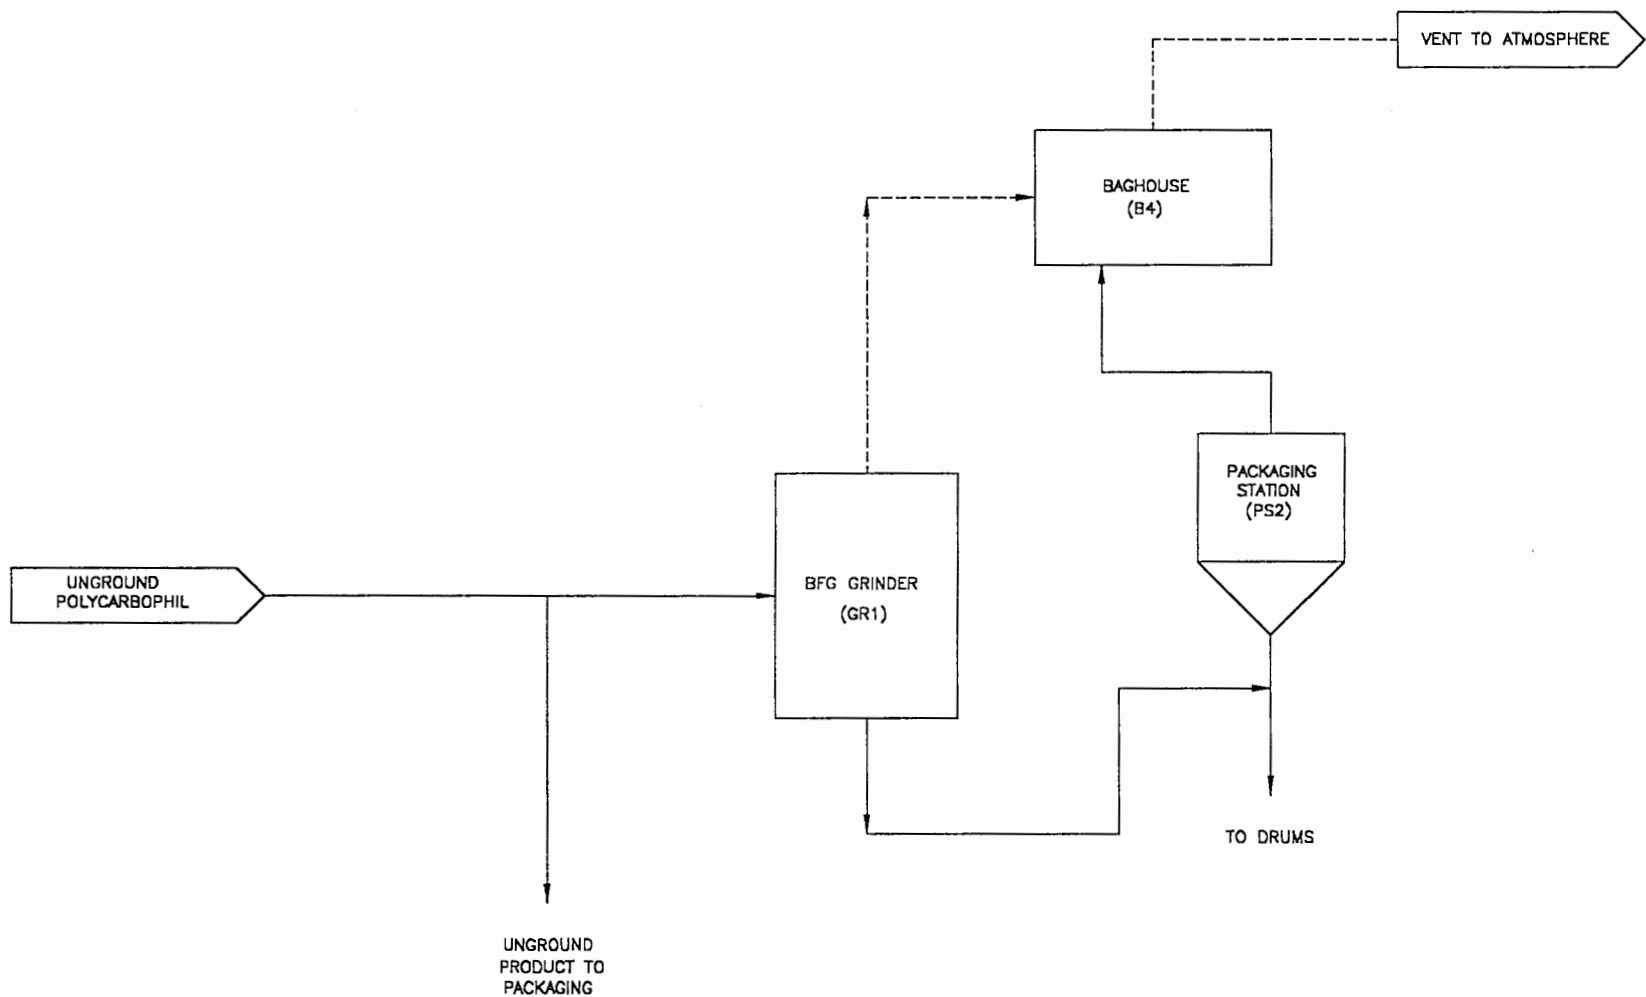 VENT TO ATMOSPHERE
BAGHOUSE
(B4)
PACKAGING
STATION
(PS2)
UNGROUND
POLYCARBOPHIL
BFG GRINDER
(GR1)
TO DRUMS
UNGROUND
PRODUCT TO
PACKAGING